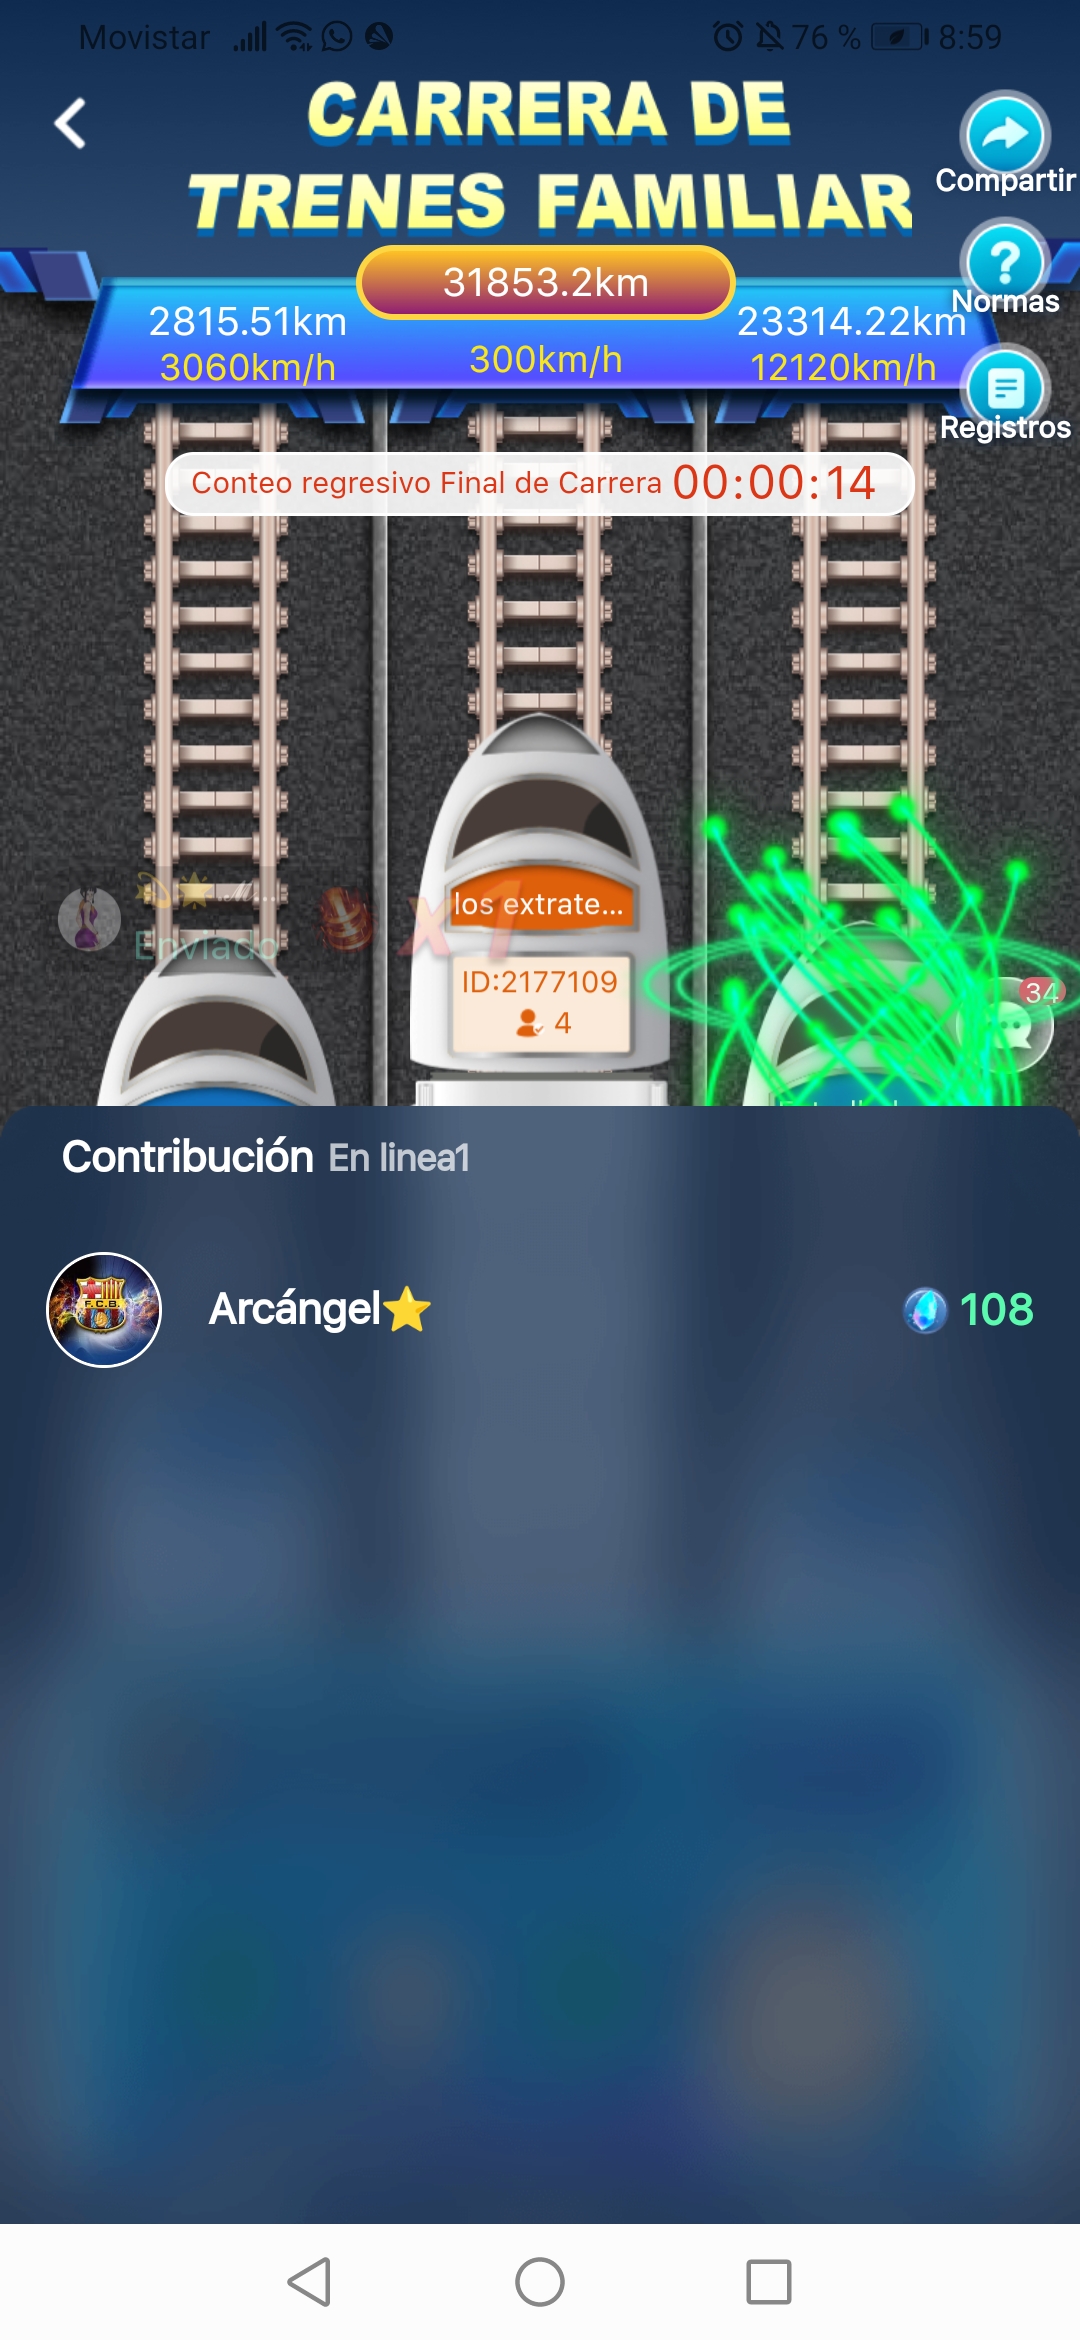 Movistar 76 % 8:59
CARRERA DE
TRENES FAMILIAR
Compartir
Normas
Registros
31853.2km
2815.51km
23314.22km
3060km/h
300km/h
12120km/h
Conteo regresivo Final de Carrera 00:00:14
Enviado
x1
los extrate...
ID:2177109
4
34
Contribución En linea1
F.C.B.
Arcángel⭐
108